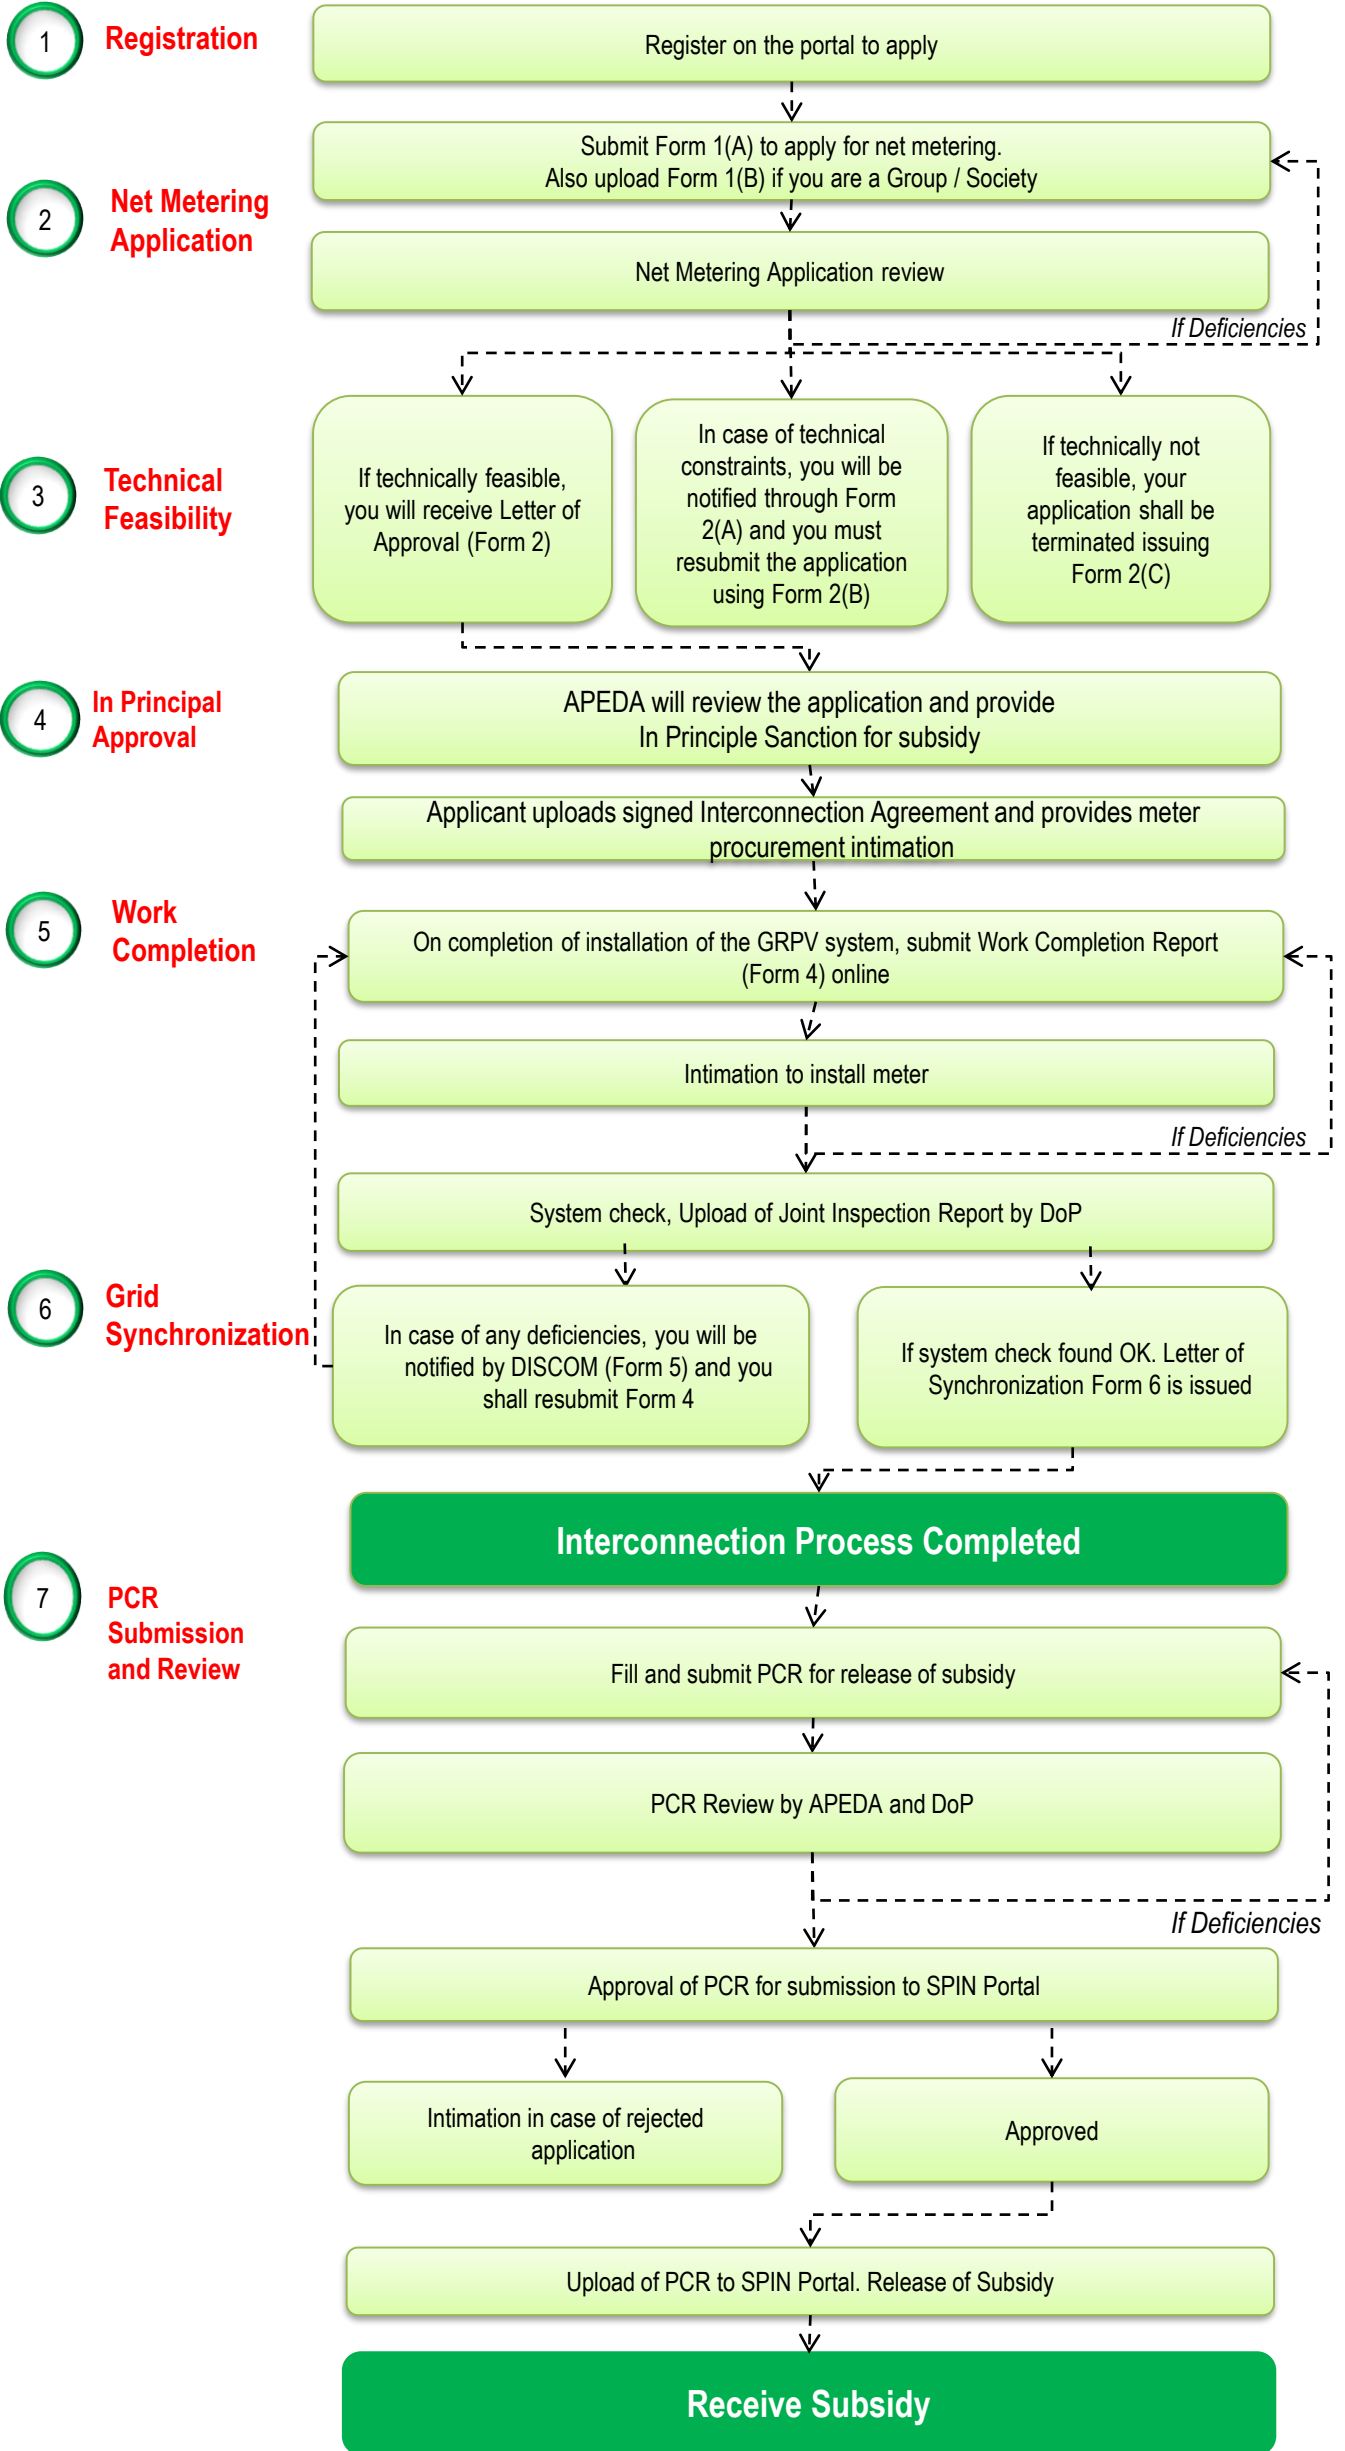 1
Registration
Register on the portal to apply
Submit Form 1(A) to apply for net metering.
Also upload Form 1(B) if you are a Group / Society
2
Net Metering
Application
Net Metering Application review
If Deficiencies
3
Technical
Feasibility
If technically feasible,
you will receive Letter of
Approval (Form 2)
In case of technical
constraints, you will be
notified through Form
2(A) and you must
resubmit the application
using Form 2(B)
If technically not
feasible, your
application shall be
terminated issuing
Form 2(C)
4
In Principal
Approval
APEDA will review the application and provide
In Principle Sanction for subsidy
Applicant uploads signed Interconnection Agreement and provides meter
procurement intimation
5
Work
Completion
On completion of installation of the GRPV system, submit Work Completion Report
(Form 4) online
Intimation to install meter
If Deficiencies
System check, Upload of Joint Inspection Report by DoP
6
Grid
Synchronization
In case of any deficiencies, you will be
notified by DISCOM (Form 5) and you
shall resubmit Form 4
If system check found OK. Letter of
Synchronization Form 6 is issued
Interconnection Process Completed
7
PCR
Submission
and Review
Fill and submit PCR for release of subsidy
PCR Review by APEDA and DoP
If Deficiencies
Approval of PCR for submission to SPIN Portal
Intimation in case of rejected
application
Approved
Upload of PCR to SPIN Portal. Release of Subsidy
Receive Subsidy